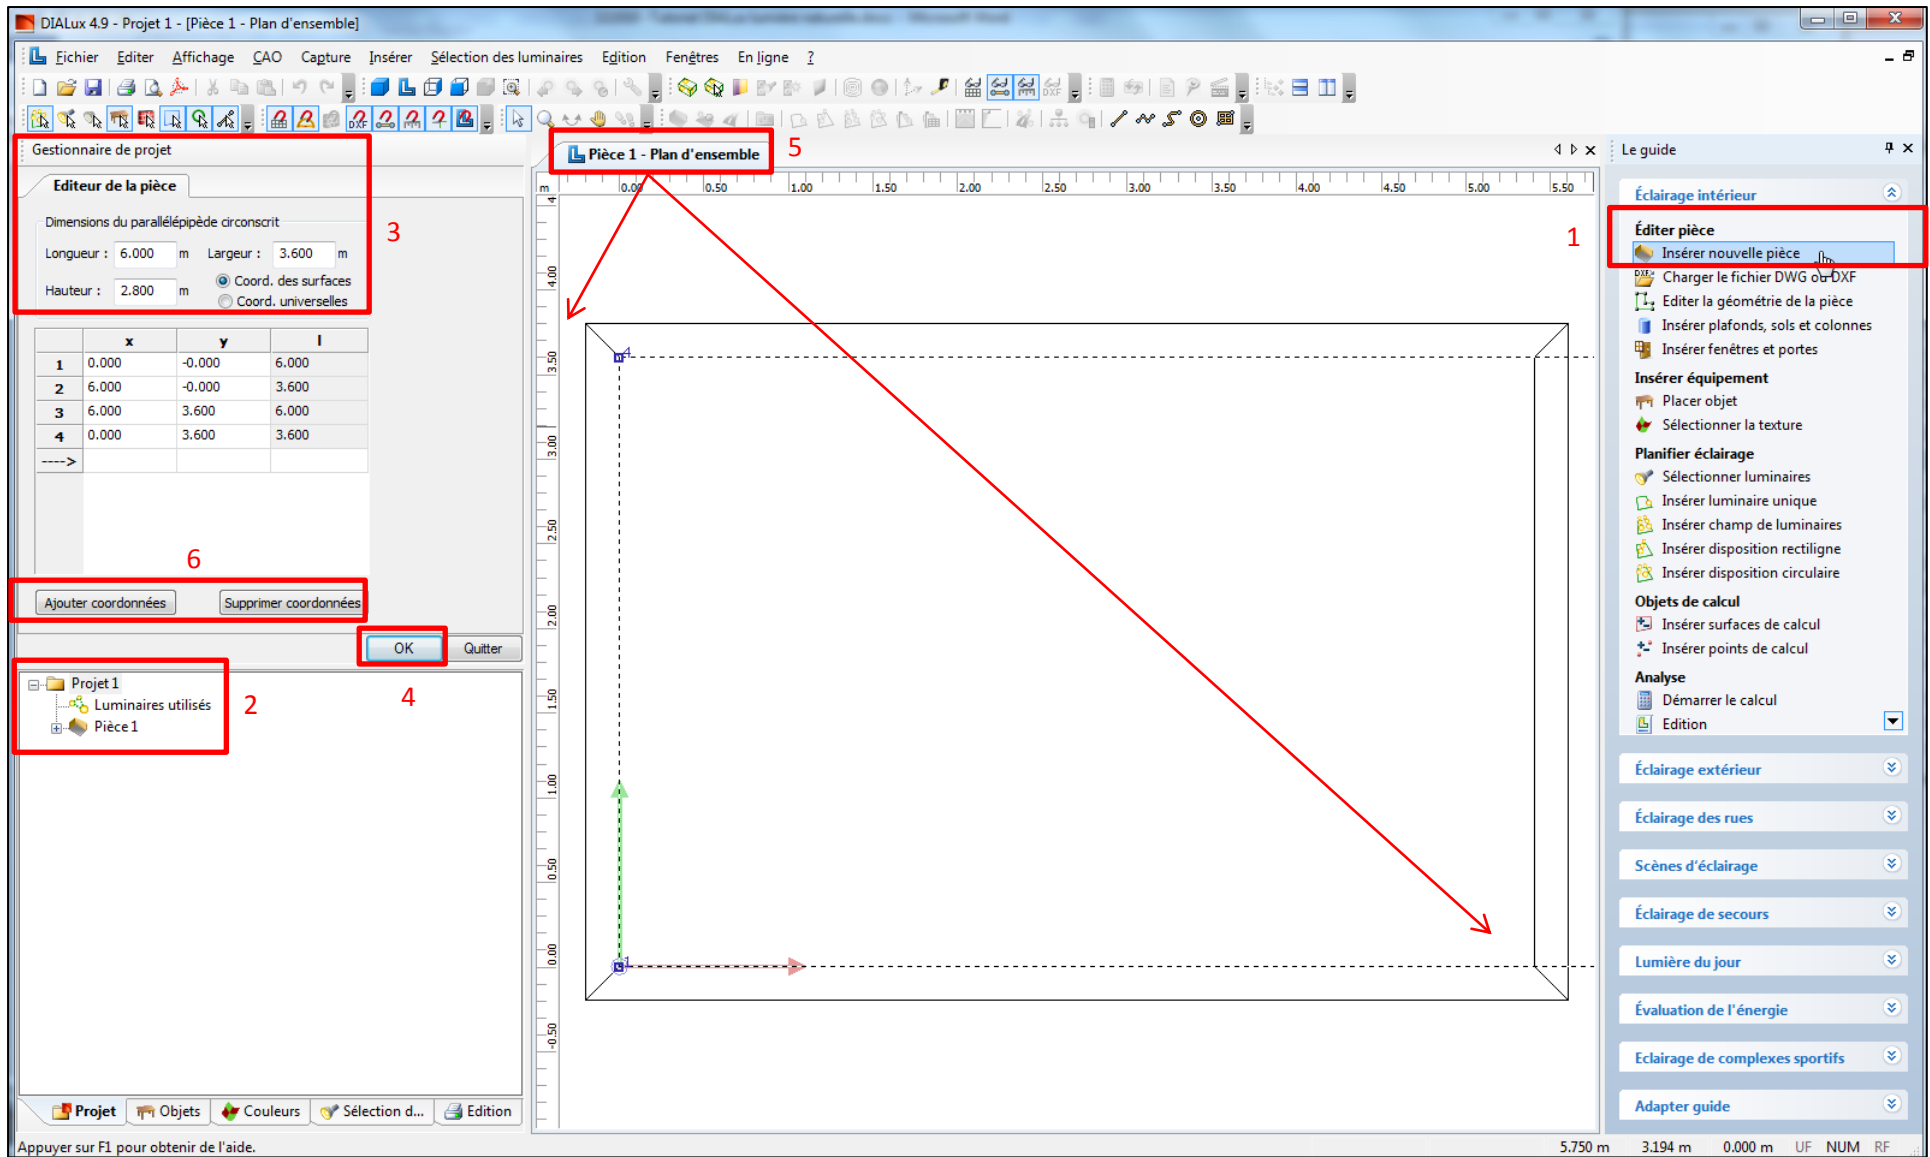 DIALux 4.9 - Projet 1 - [Pièce 1 - Plan d'ensemble]
Fichier Editer Affichage CAO Capture Insérer Sélection des luminaires Edition Fenêtres En ligne ?
Gestionnaire de projet
Editeur de la pièce
Dimensions du parallélépipède circonscrit
Longueur : 6.000 m Largeur : 3.600 m
Hauteur : 2.800 m
Coord. des surfaces
Coord. universelles
3
x y l
1 0.000 -0.000 6.000
2 6.000 -0.000 3.600
3 6.000 3.600 6.000
4 0.000 3.600 3.600
---->
6
Ajouter coordonnées Supprimer coordonnées
OK Quitter
4
Projet 1
Luminaires utilisés
Pièce 1
2
Projet Objets Couleurs Sélection d... Edition
Appuyer sur F1 pour obtenir de l'aide.
Pièce 1 - Plan d'ensemble
5
m 0.00 0.50 1.00 1.50 2.00 2.50 3.00 3.50 4.00 4.50 5.00 5.50
4
4.00
3.50
3.00
2.50
2.00
1.50
1.00
0.50
0.00
-0.50
4
1
1
Le guide
Éclairage intérieur
Éditer pièce
Insérer nouvelle pièce
Charger le fichier DWG ou DXF
Editer la géométrie de la pièce
Insérer plafonds, sols et colonnes
Insérer fenêtres et portes
Insérer équipement
Placer objet
Sélectionner la texture
Planifier éclairage
Sélectionner luminaires
Insérer luminaire unique
Insérer champ de luminaires
Insérer disposition rectiligne
Insérer disposition circulaire
Objets de calcul
Insérer surfaces de calcul
Insérer points de calcul
Analyse
Démarrer le calcul
Edition
Éclairage extérieur
Éclairage des rues
Scènes d'éclairage
Éclairage de secours
Lumière du jour
Évaluation de l'énergie
Eclairage de complexes sportifs
Adapter guide
5.750 m 3.194 m 0.000 m UF NUM RF